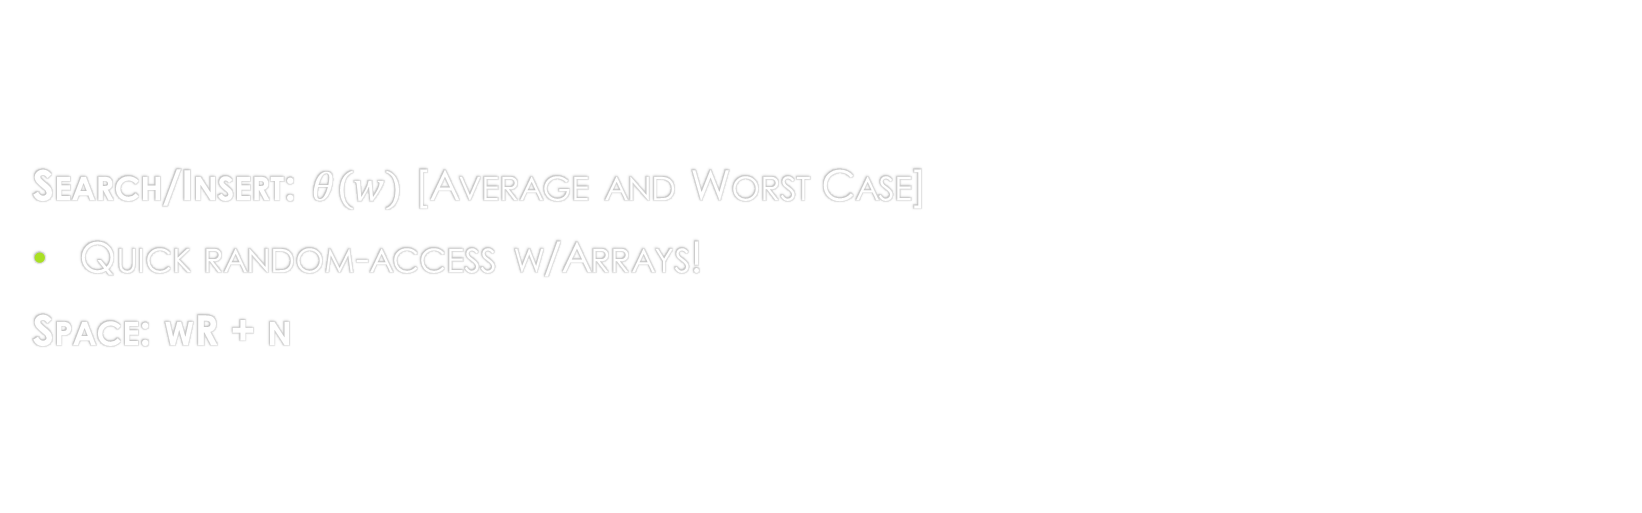 Search/Insert: θ(w) [Average and Worst Case]
• Quick random-access w/Arrays!
Space: wR + n